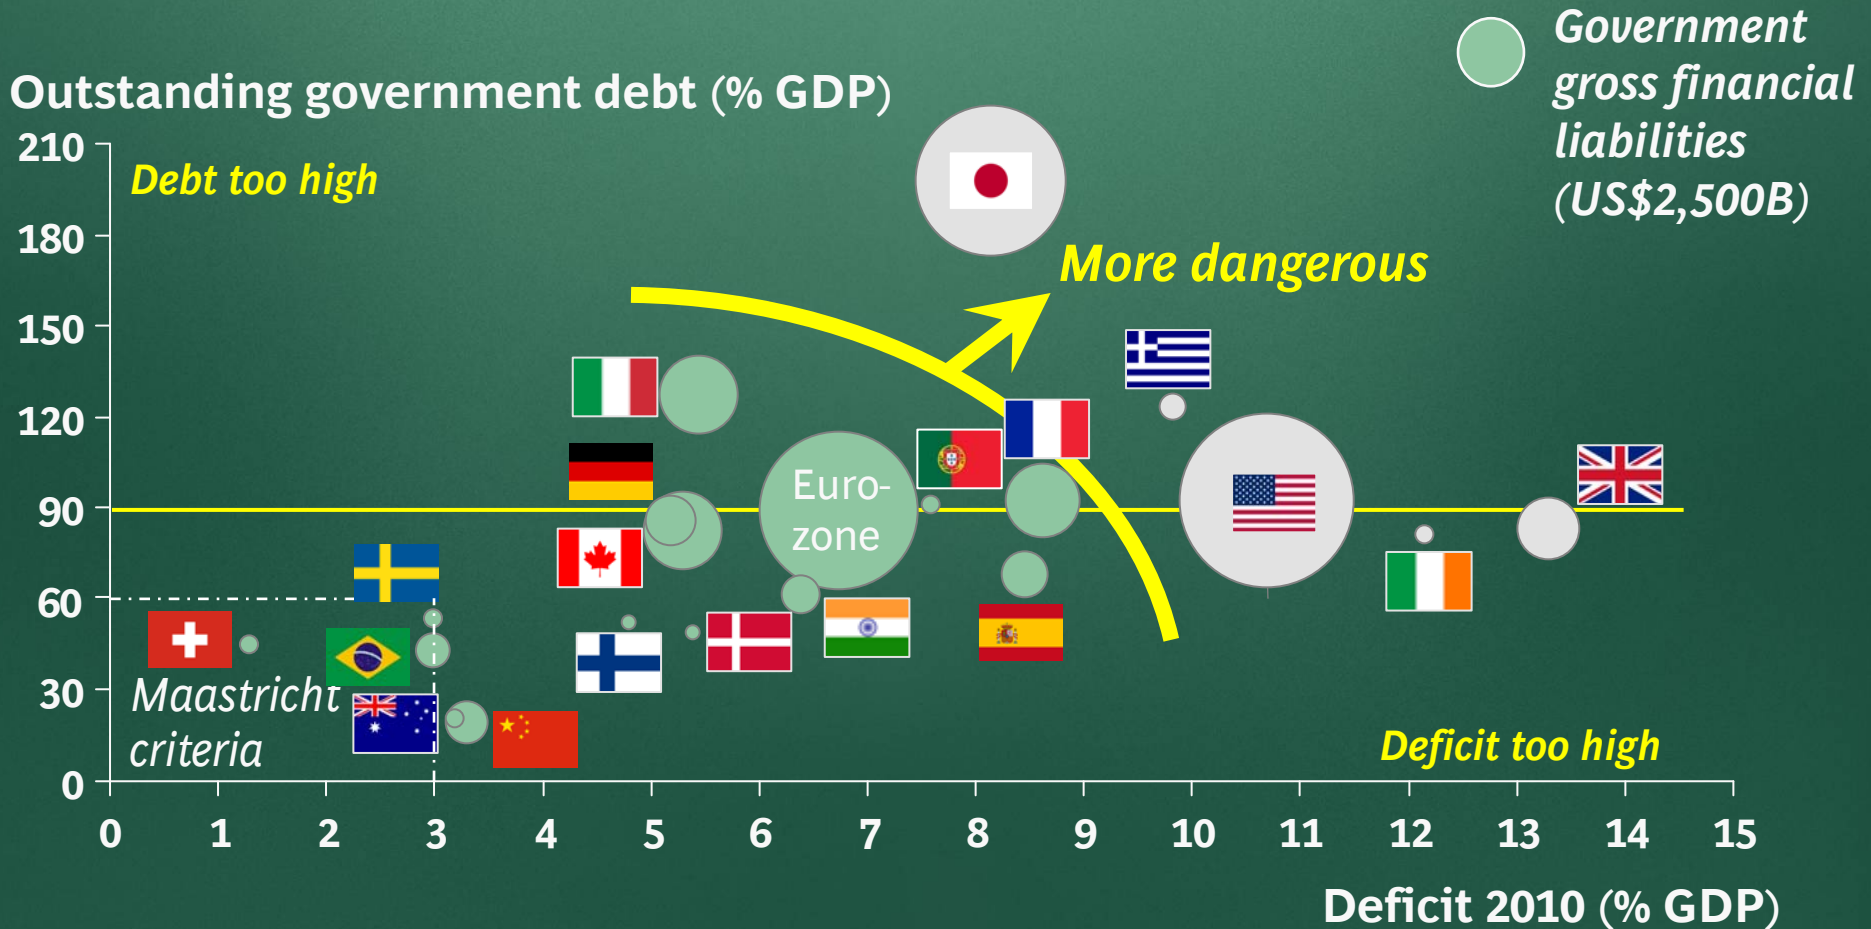 Government
gross financial
liabilities
(US$2,500B)
Outstanding government debt (% GDP)
210
180
150
120
90
60
30
0
Debt too high
More dangerous
Euro-
zone
Maastricht
criteria
Deficit too high
0 1 2 3 4 5 6 7 8 9 10 11 12 13 14 15
Deficit 2010 (% GDP)